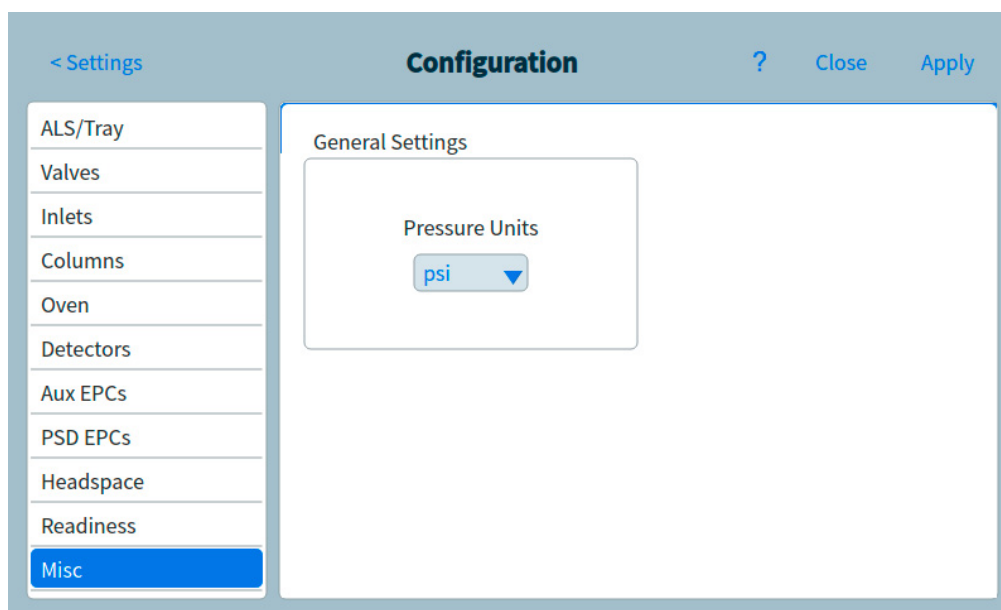 < Settings
Configuration
?
Close
Apply
ALS/Tray
Valves
Inlets
Columns
Oven
Detectors
Aux EPCs
PSD EPCs
Headspace
Readiness
Misc
General Settings
Pressure Units
psi